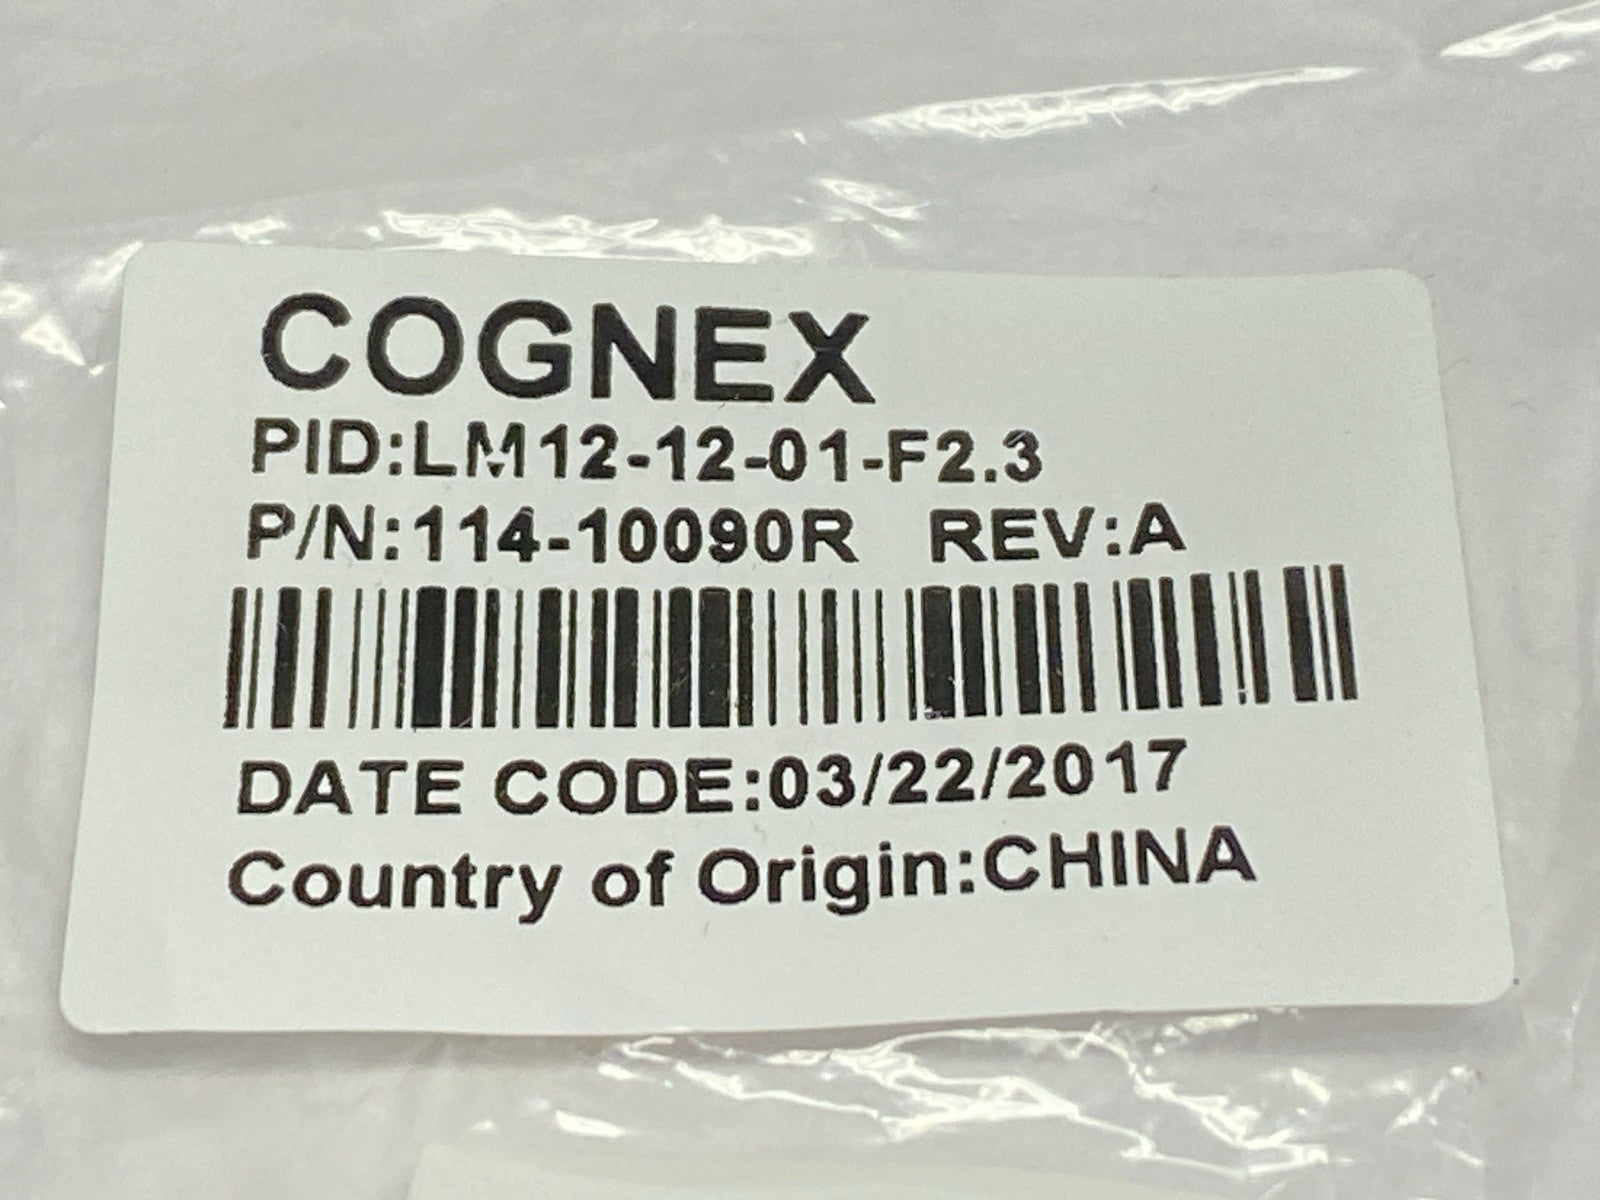 COGNEX
PID:LM12-12-01-F2.3
P/N:114-10090R REV:A
DATE CODE:03/22/2017
Country of Origin:CHINA